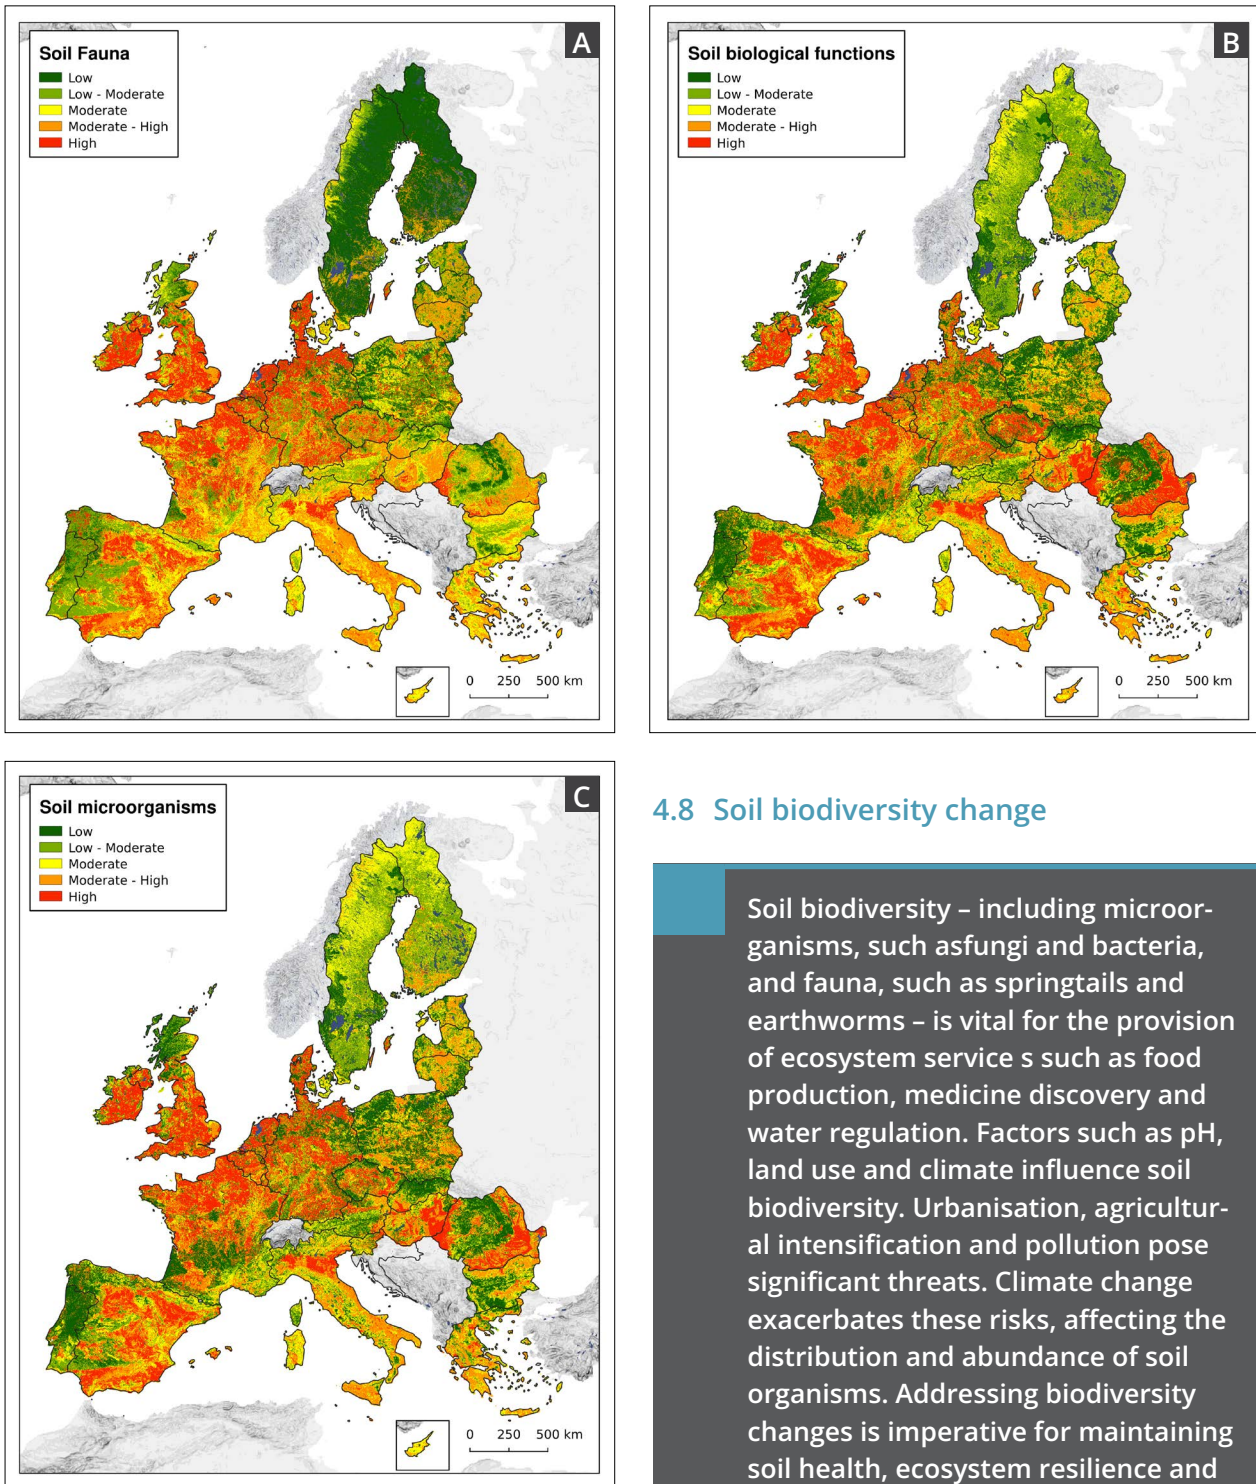 A
Soil Fauna
Low
Low - Moderate
Moderate
Moderate - High
High
0 250 500 km
B
Soil biological functions
Low
Low - Moderate
Moderate
Moderate - High
High
0 250 500 km
C
Soil microorganisms
Low
Low - Moderate
Moderate
Moderate - High
High
0 250 500 km
4.8 Soil biodiversity change
Soil biodiversity – including microor-
ganisms, such asfungi and bacteria,
and fauna, such as springtails and
earthworms – is vital for the provision
of ecosystem service s such as food
production, medicine discovery and
water regulation. Factors such as pH,
land use and climate influence soil
biodiversity. Urbanisation, agricultur-
al intensification and pollution pose
significant threats. Climate change
exacerbates these risks, affecting the
distribution and abundance of soil
organisms. Addressing biodiversity
changes is imperative for maintaining
soil health, ecosystem resilience and